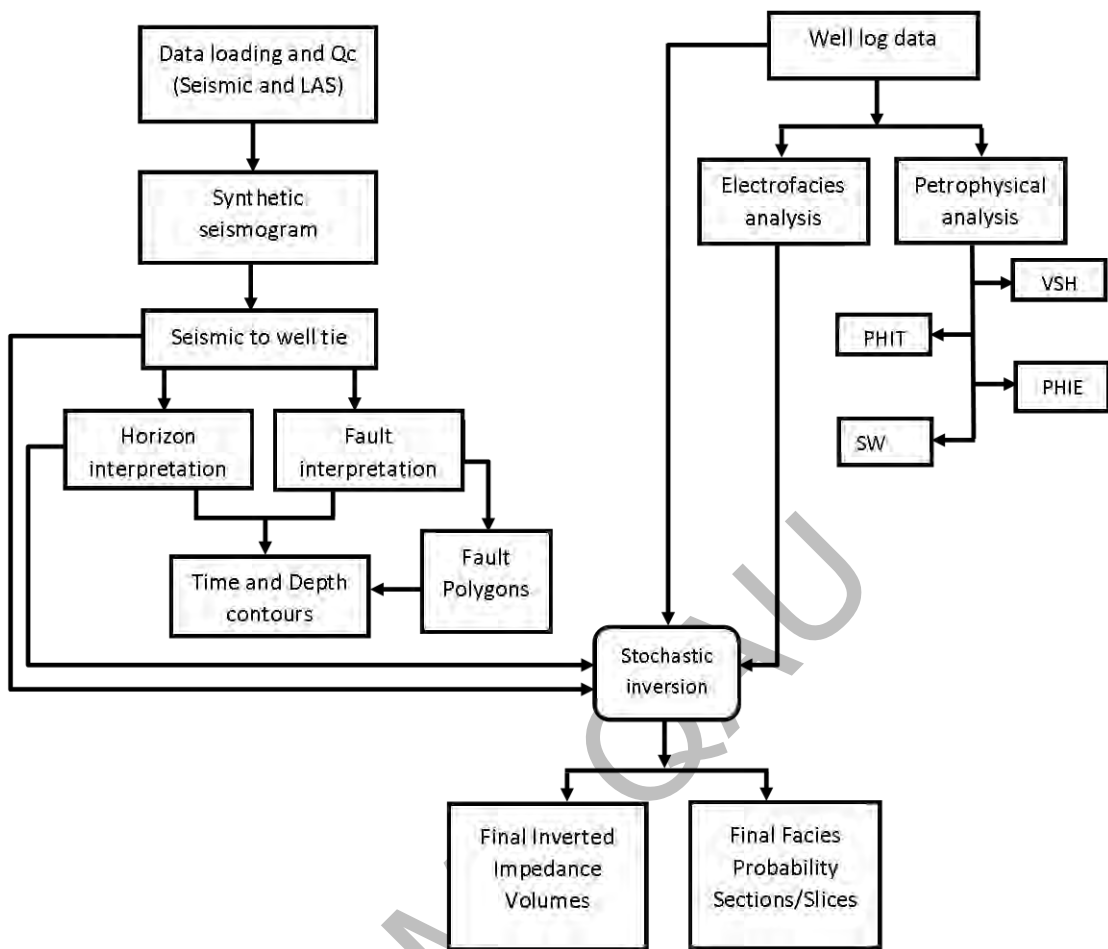 Data loading and Qc
(Seismic and LAS)
Synthetic
seismogram
Seismic to well tie
Horizon
interpretation
Fault
interpretation
Time and Depth
contours
Fault
Polygons
Well log data
Electrofacies
analysis
Petrophysical
analysis
VSH
PHIT
PHIE
SW
Stochastic
inversion
Final Inverted
Impedance
Volumes
Final Facies
Probability
Sections/Slices
QAU